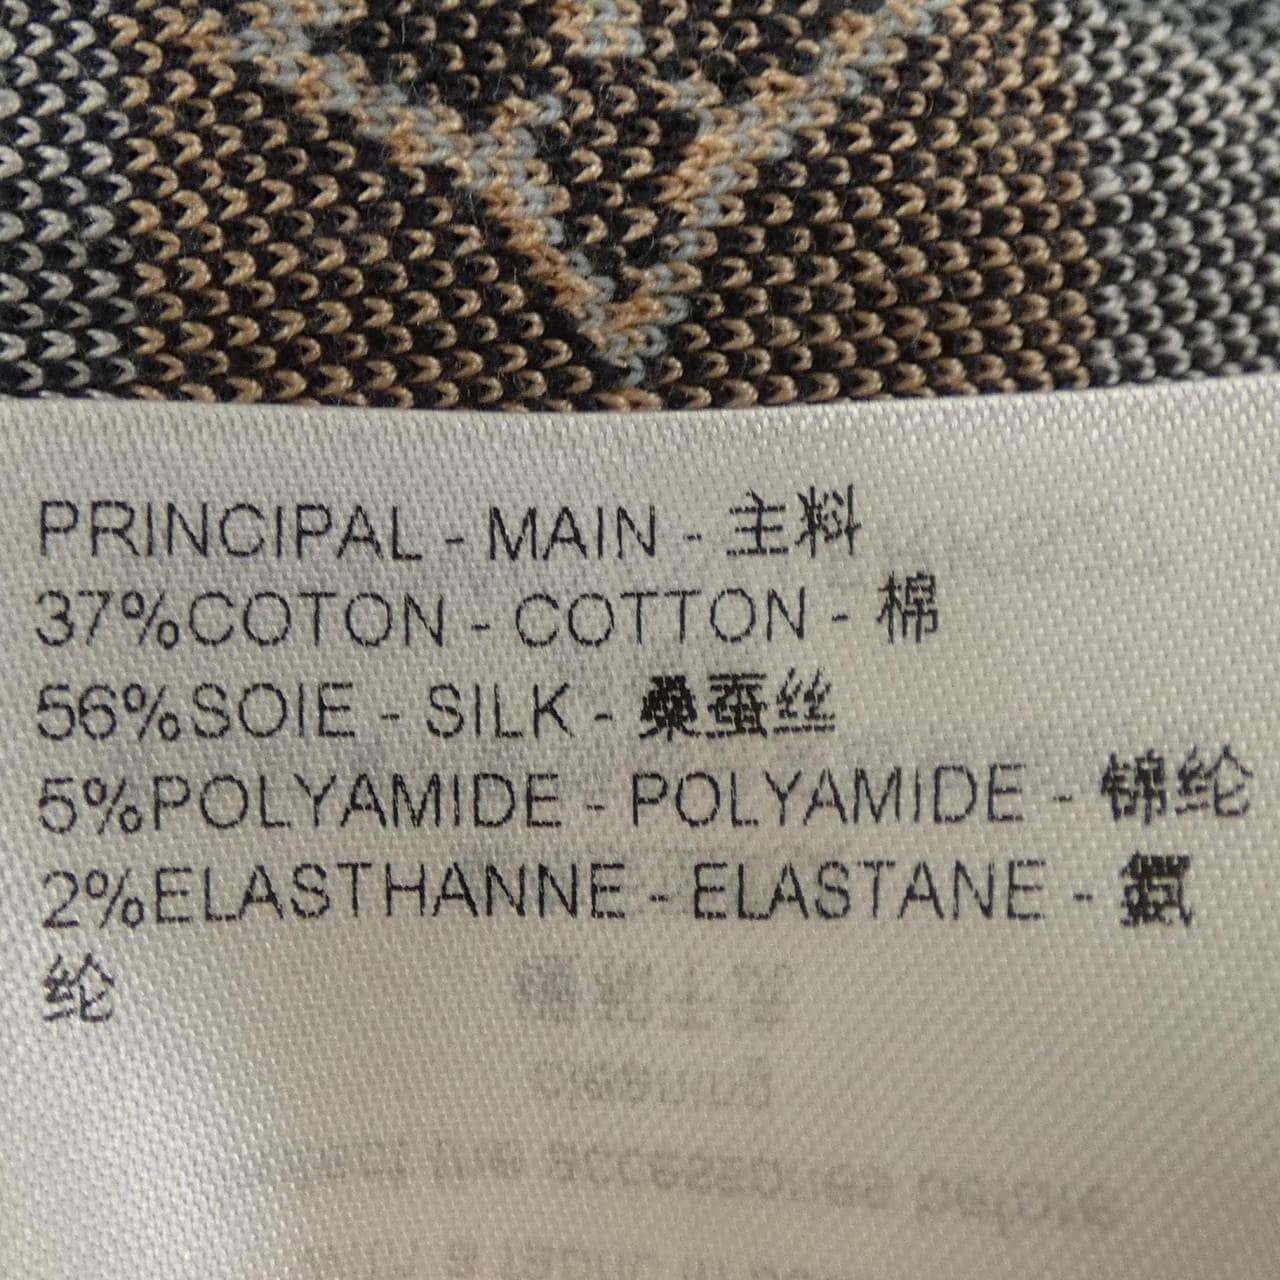 PRINCIPAL - MAIN - 主料
37%COTON - COTTON - 棉
56%SOIE - SILK - 桑蚕丝
5%POLYAMIDE - POLYAMIDE - 锦纶
2%ELASTHANNE - ELASTANE - 氨
纶